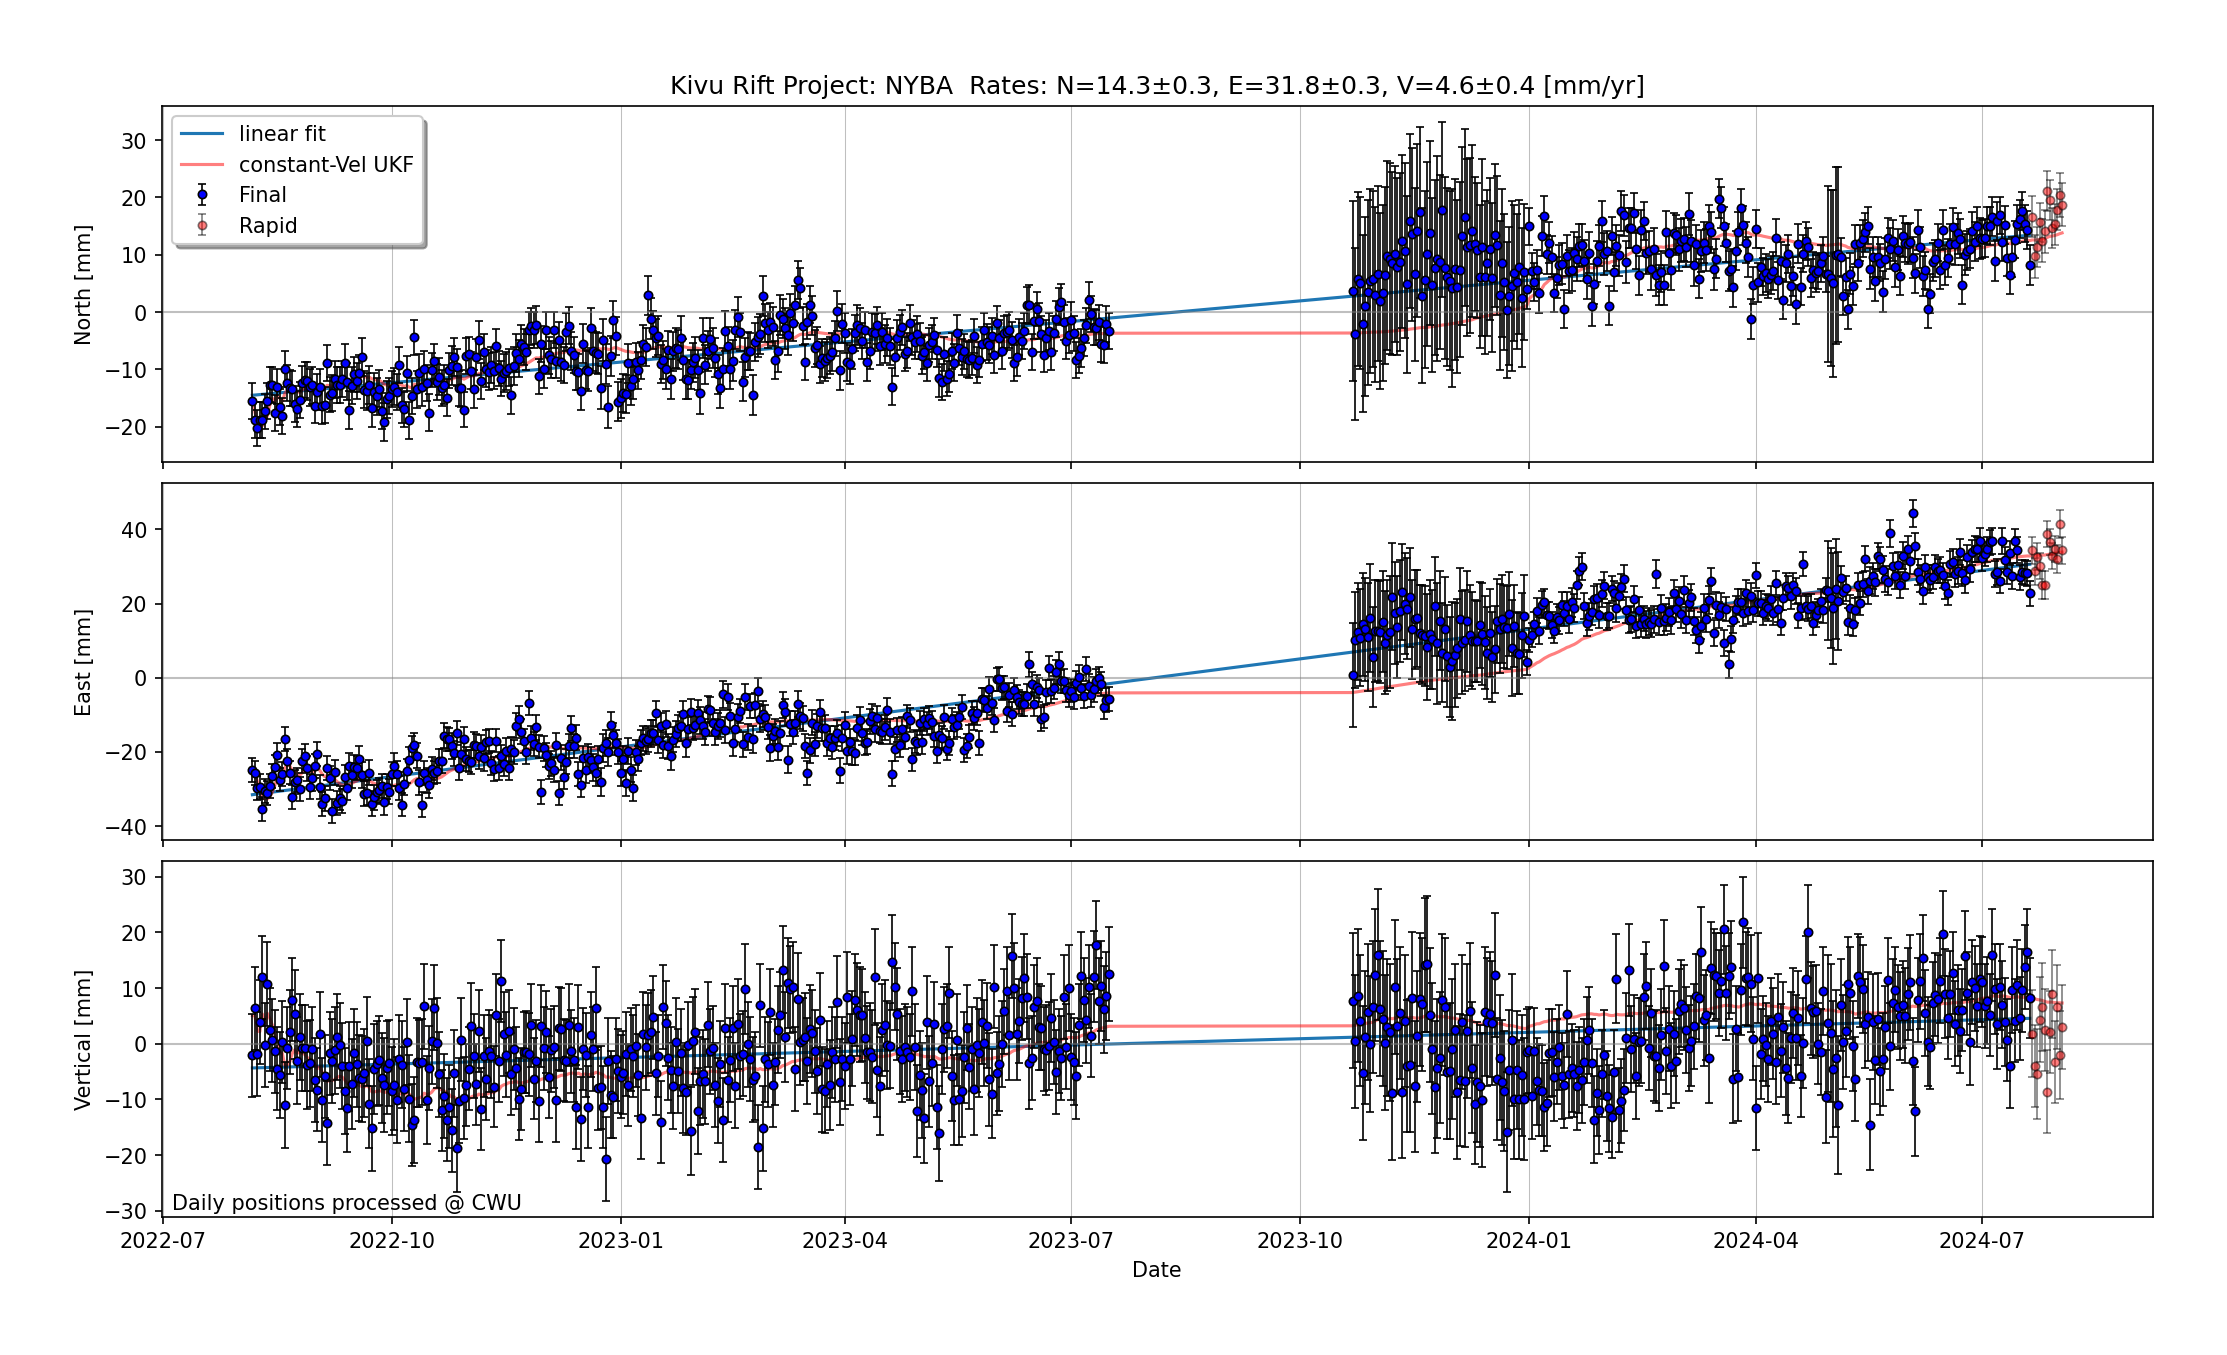 Kivu Rift Project: NYBA  Rates: N=14.3±0.3, E=31.8±0.3, V=4.6±0.4 [mm/yr]
linear fit
constant-Vel UKF
Final
Rapid
North [mm]
30
20
10
0
−10
−20
East [mm]
40
20
0
−20
−40
Vertical [mm]
30
20
10
0
−10
−20
−30
Daily positions processed @ CWU
2022-07 2022-10 2023-01 2023-04 2023-07 2023-10 2024-01 2024-04 2024-07
Date